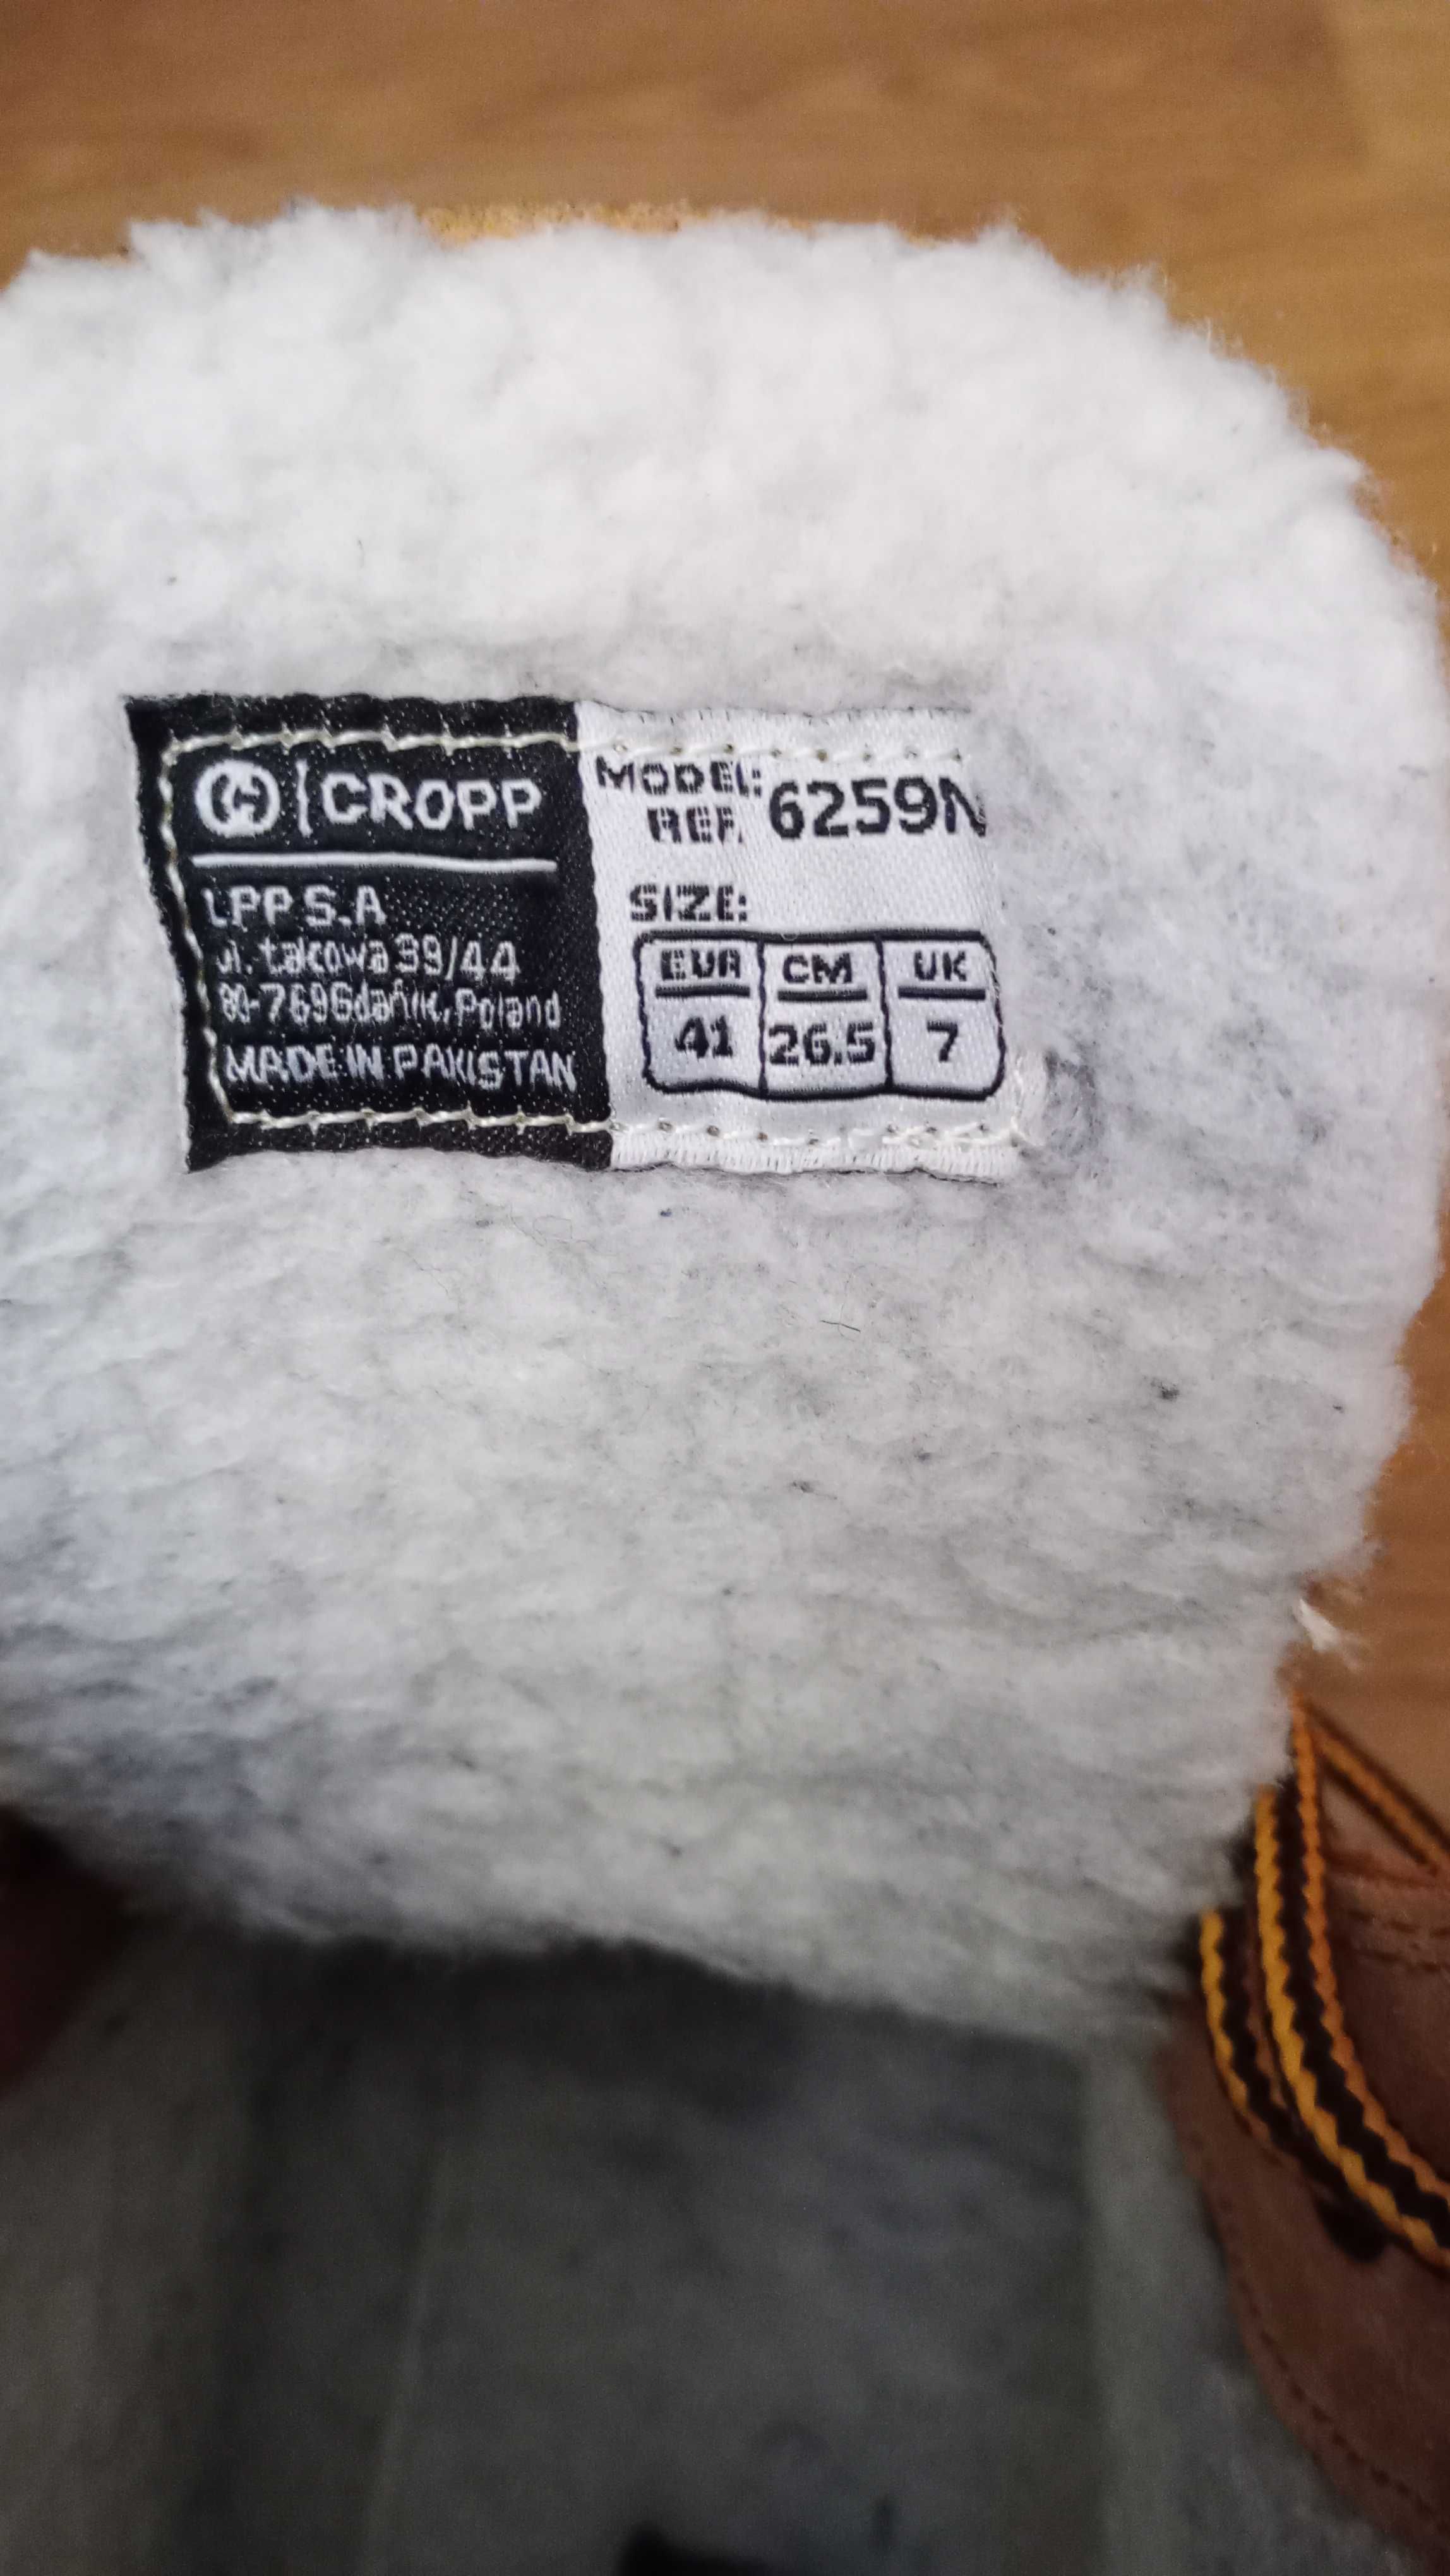 CROPP
LPP S.A
ul. Łąkowa 39/44
80-769 Gdańsk, Poland
MADE IN PAKISTAN
MODEL:
REF. 6259N
SIZE:
EUR CM UK
41 26.5 7